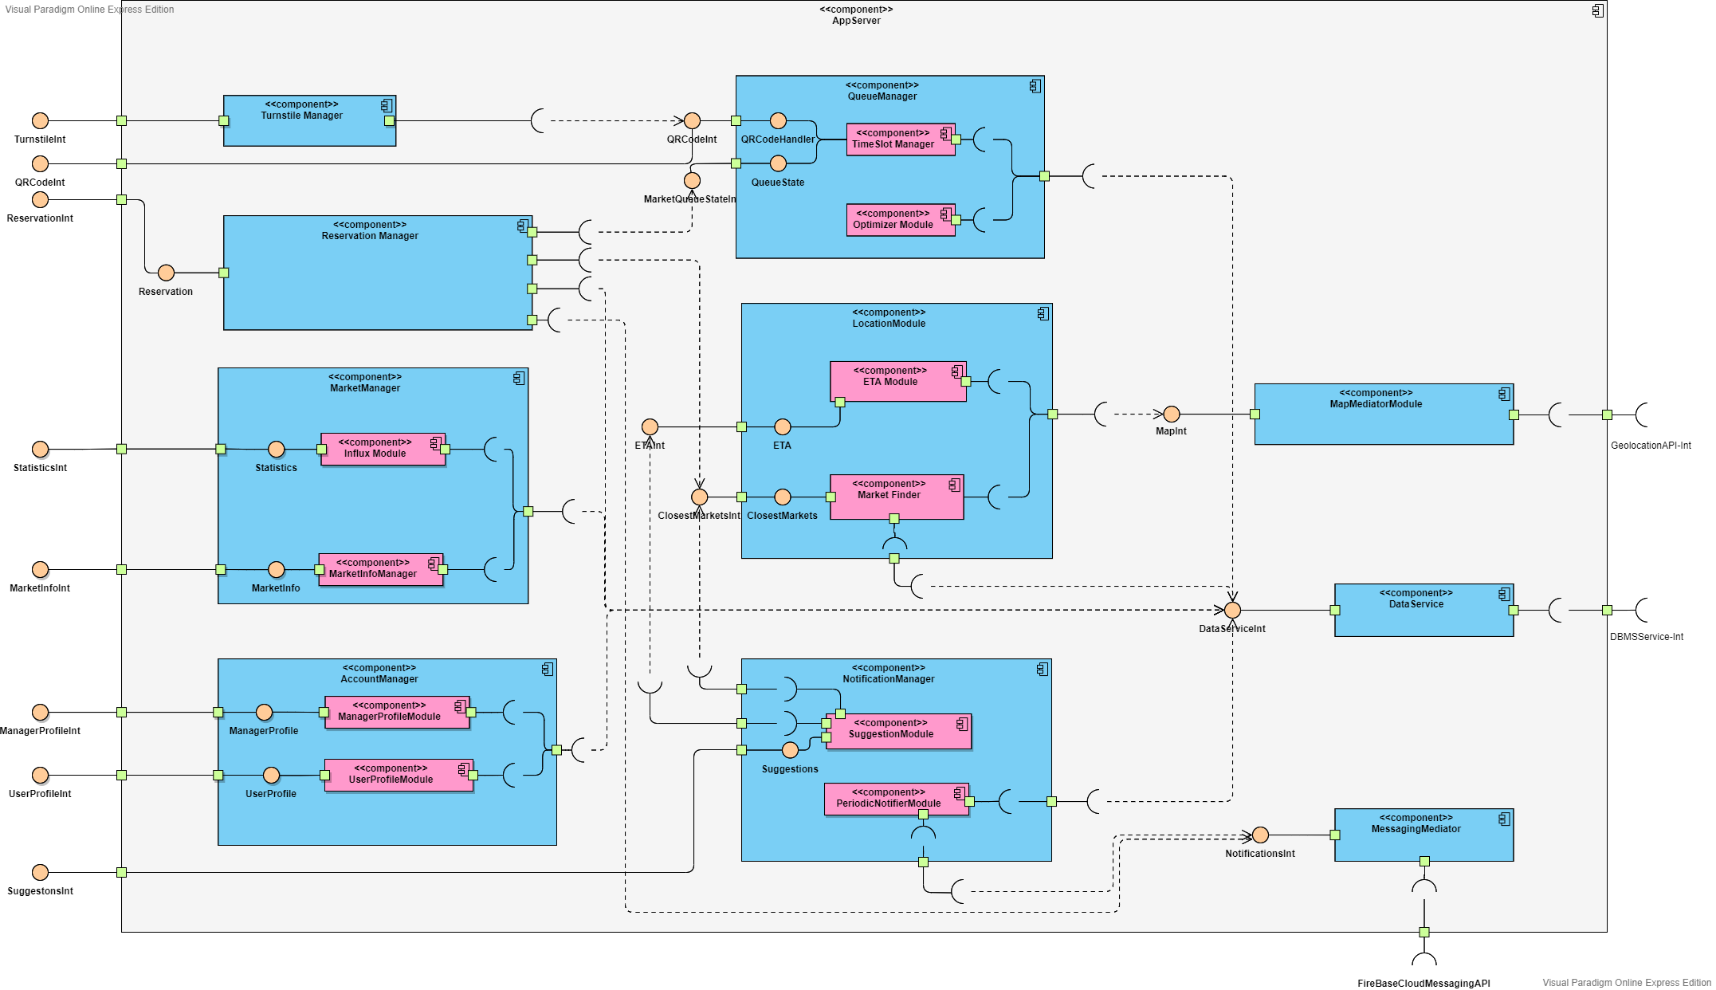 Visual Paradigm Online Express Edition
<<component>>
AppServer
TurnstileInt
QRCodeInt
ReservationInt
StatisticsInt
MarketInfoInt
ManagerProfileInt
UserProfileInt
SuggestonsInt
<<component>>
Turnstile Manager
QRCodeInt
MarketQueueStateIn
<<component>>
QueueManager
QRCodeHandler
QueueState
<<component>>
TimeSlot Manager
<<component>>
Optimizer Module
<<component>>
Reservation Manager
Reservation
<<component>>
LocationModule
<<component>>
ETA Module
ETAInt
ETA
<<component>>
Market Finder
ClosestMarketsInt
ClosestMarkets
MapInt
<<component>>
MapMediatorModule
GeolocationAPI-Int
<<component>>
MarketManager
<<component>>
Influx Module
Statistics
<<component>>
MarketInfoManager
MarketInfo
DataServiceInt
<<component>>
DataService
DBMSService-Int
<<component>>
AccountManager
<<component>>
ManagerProfileModule
ManagerProfile
<<component>>
UserProfileModule
UserProfile
<<component>>
NotificationManager
<<component>>
SuggestionModule
Suggestions
<<component>>
PeriodicNotifierModule
NotificationsInt
<<component>>
MessagingMediator
FireBaseCloudMessagingAPI
Visual Paradigm Online Express Edition